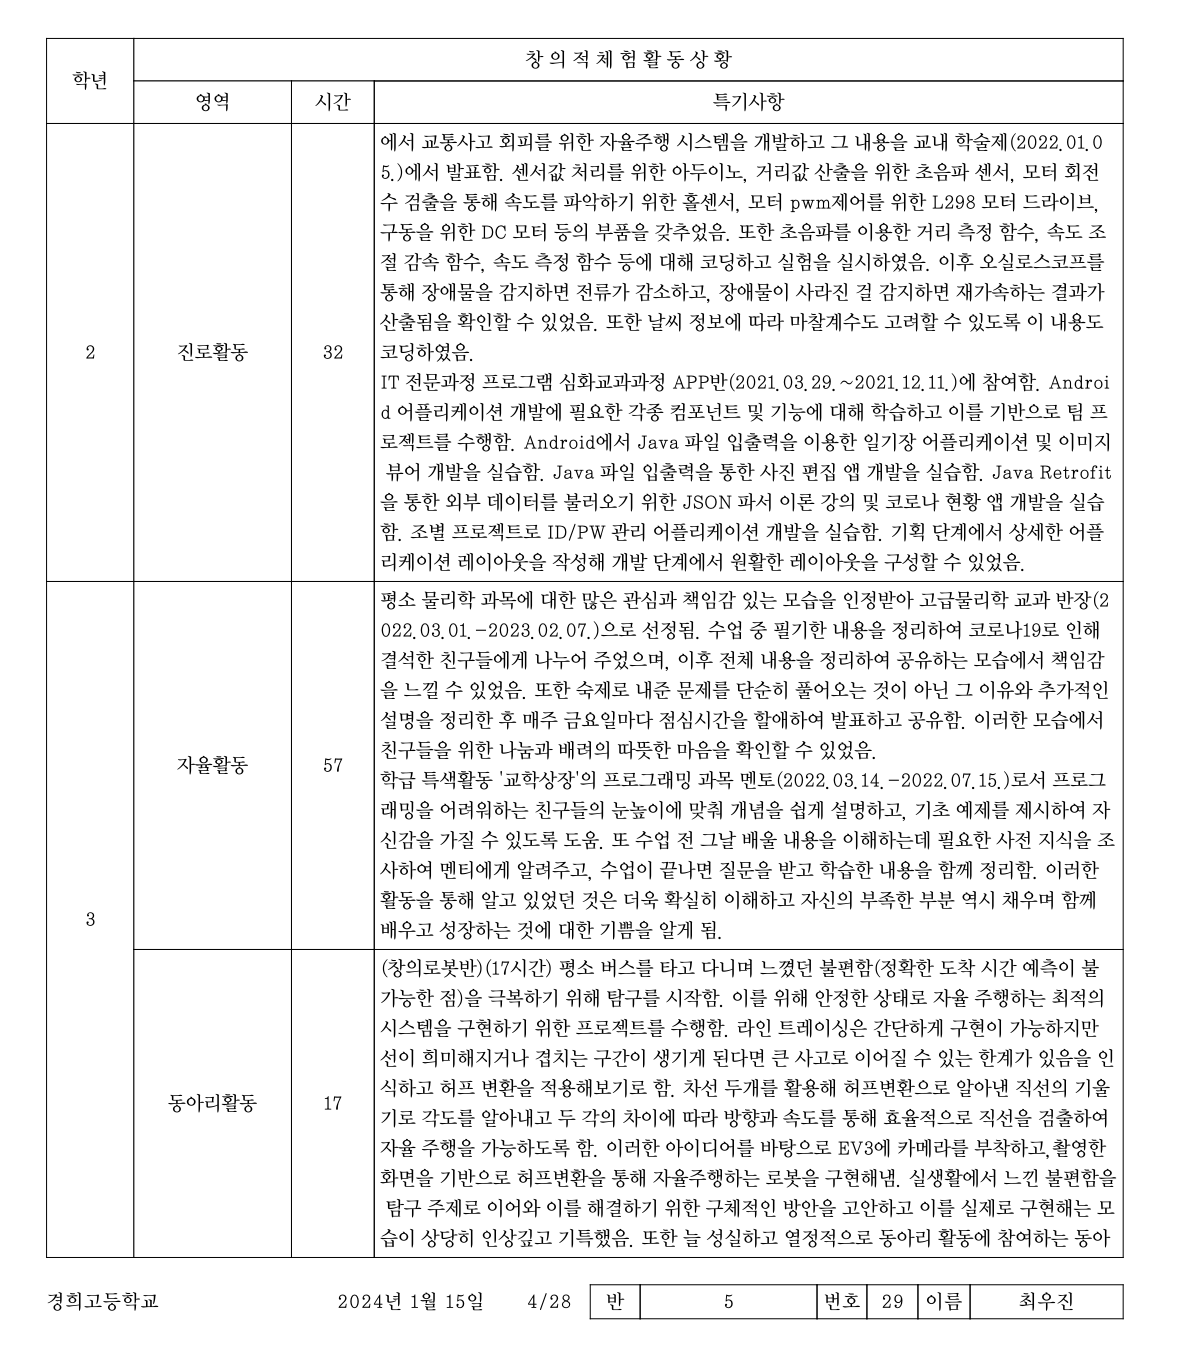 창의적체험활동상황
학년
영역
시간
특기사항
에서 교통사고 회피를 위한 자율주행 시스템을 개발하고 그 내용을 교내 학술제(2022.01.0
5.)에서 발표함. 센서값 처리를 위한 아두이노, 거리값 산출을 위한 초음파 센서, 모터 회전
수 검출을 통해 속도를 파악하기 위한 홀센서, 모터 pwm제어를 위한 L298 모터 드라이브,
구동을 위한 DC 모터 등의 부품을 갖추었음. 또한 초음파를 이용한 거리 측정 함수, 속도 조
절 감속 함수, 속도 측정 함수 등에 대해 코딩하고 실험을 실시하였음. 이후 오실로스코프를
통해 장애물을 감지하면 전류가 감소하고, 장애물이 사라진 걸 감지하면 재가속하는 결과가
산출됨을 확인할 수 있었음. 또한 날씨 정보에 따라 마찰계수도 고려할 수 있도록 이 내용도
2
진로활동
32
코딩하였음.
IT 전문과정 프로그램 심화교과과정 APP반(2021.03.29.~2021.12.11.)에 참여함. Androi
d 어플리케이션 개발에 필요한 각종 컴포넌트 및 기능에 대해 학습하고 이를 기반으로 팀 프
로젝트를 수행함. Android에서 Java 파일 입출력을 이용한 일기장 어플리케이션 및 이미지
뷰어 개발을 실습함. Java 파일 입출력을 통한 사진 편집 앱 개발을 실습함. Java Retrofit
을 통한 외부 데이터를 불러오기 위한 JSON 파서 이론 강의 및 코로나 현황 앱 개발을 실습
함. 조별 프로젝트로 ID/PW 관리 어플리케이션 개발을 실습함. 기획 단계에서 상세한 어플
리케이션 레이아웃을 작성해 개발 단계에서 원활한 레이아웃을 구성할 수 있었음.
평소 물리학 과목에 대한 많은 관심과 책임감 있는 모습을 인정받아 고급물리학 교과 반장(2
022.03.01.-2023.02.07.)으로 선정됨. 수업 중 필기한 내용을 정리하여 코로나19로 인해
결석한 친구들에게 나누어 주었으며, 이후 전체 내용을 정리하여 공유하는 모습에서 책임감
을 느낄 수 있었음. 또한 숙제로 내준 문제를 단순히 풀어오는 것이 아닌 그 이유와 추가적인
설명을 정리한 후 매주 금요일마다 점심시간을 할애하여 발표하고 공유함. 이러한 모습에서
친구들을 위한 나눔과 배려의 따뜻한 마음을 확인할 수 있었음.
자율활동
57
학급 특색활동 '교학상장'의 프로그래밍 과목 멘토(2022.03.14.-2022.07.15.)로서 프로그
래밍을 어려워하는 친구들의 눈높이에 맞춰 개념을 쉽게 설명하고, 기초 예제를 제시하여 자
신감을 가질 수 있도록 도움. 또 수업 전 그날 배울 내용을 이해하는데 필요한 사전 지식을 조
사하여 멘티에게 알려주고, 수업이 끝나면 질문을 받고 학습한 내용을 함께 정리함. 이러한
활동을 통해 알고 있었던 것은 더욱 확실히 이해하고 자신의 부족한 부분 역시 채우며 함께
배우고 성장하는 것에 대한 기쁨을 알게 됨.
3
(창의로봇반)(17시간) 평소 버스를 타고 다니며 느꼈던 불편함(정확한 도착 시간 예측이 불
가능한 점)을 극복하기 위해 탐구를 시작함. 이를 위해 안정한 상태로 자율 주행하는 최적의
시스템을 구현하기 위한 프로젝트를 수행함. 라인 트레이싱은 간단하게 구현이 가능하지만
선이 희미해지거나 겹치는 구간이 생기게 된다면 큰 사고로 이어질 수 있는 한계가 있음을 인
식하고 허프 변환을 적용해보기로 함. 차선 두개를 활용해 허프변환으로 알아낸 직선의 기울
동아리활동
17
기로 각도를 알아내고 두 각의 차이에 따라 방향과 속도를 통해 효율적으로 직선을 검출하여
자율 주행을 가능하도록 함. 이러한 아이디어를 바탕으로 EV3에 카메라를 부착하고,촬영한
화면을 기반으로 허프변환을 통해 자율주행하는 로봇을 구현해냄. 실생활에서 느낀 불편함을
탐구 주제로 이어와 이를 해결하기 위한 구체적인 방안을 고안하고 이를 실제로 구현해는 모
습이 상당히 인상깊고 기특했음. 또한 늘 성실하고 열정적으로 동아리 활동에 참여하는 동아
경희고등학교 2024년 1월 15일 4/28 반 5 번호 29 이름 최우진